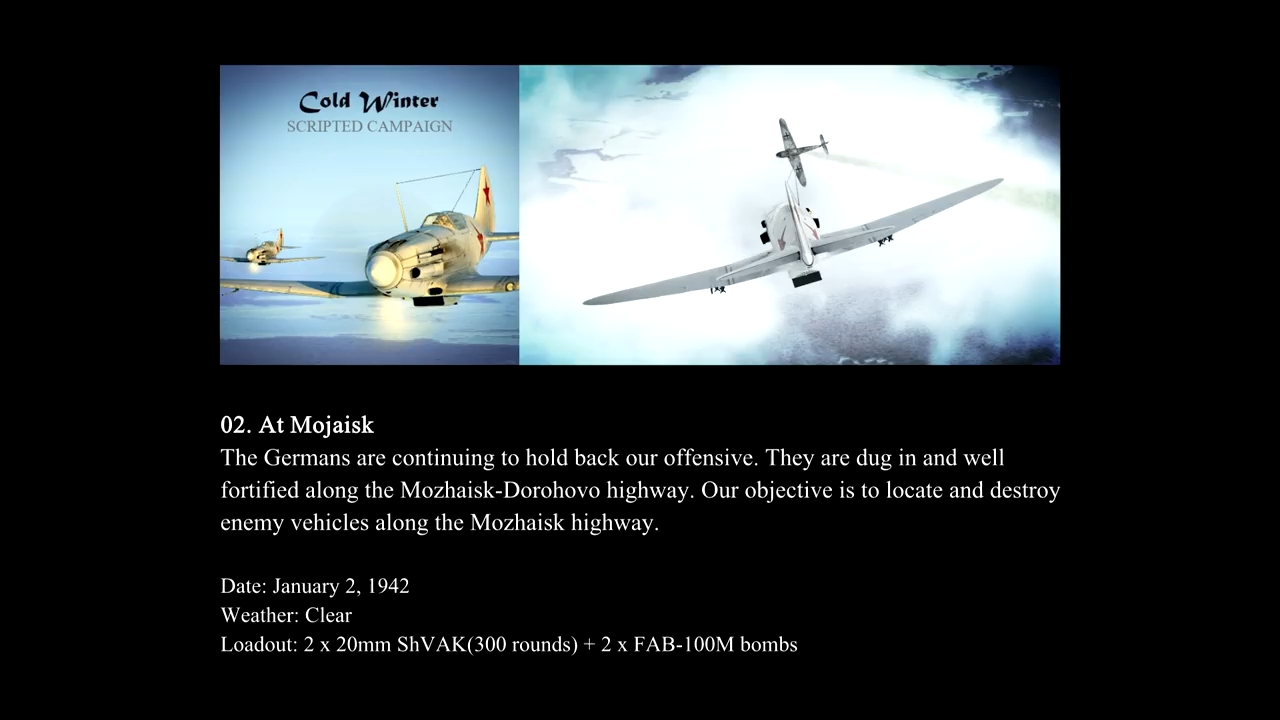 Cold Winter
SCRIPTED CAMPAIGN
02. At Mojaisk
The Germans are continuing to hold back our offensive. They are dug in and well
fortified along the Mozhaisk-Dorohovo highway. Our objective is to locate and destroy
enemy vehicles along the Mozhaisk highway.
Date: January 2, 1942
Weather: Clear
Loadout: 2 x 20mm ShVAK(300 rounds) + 2 x FAB-100M bombs